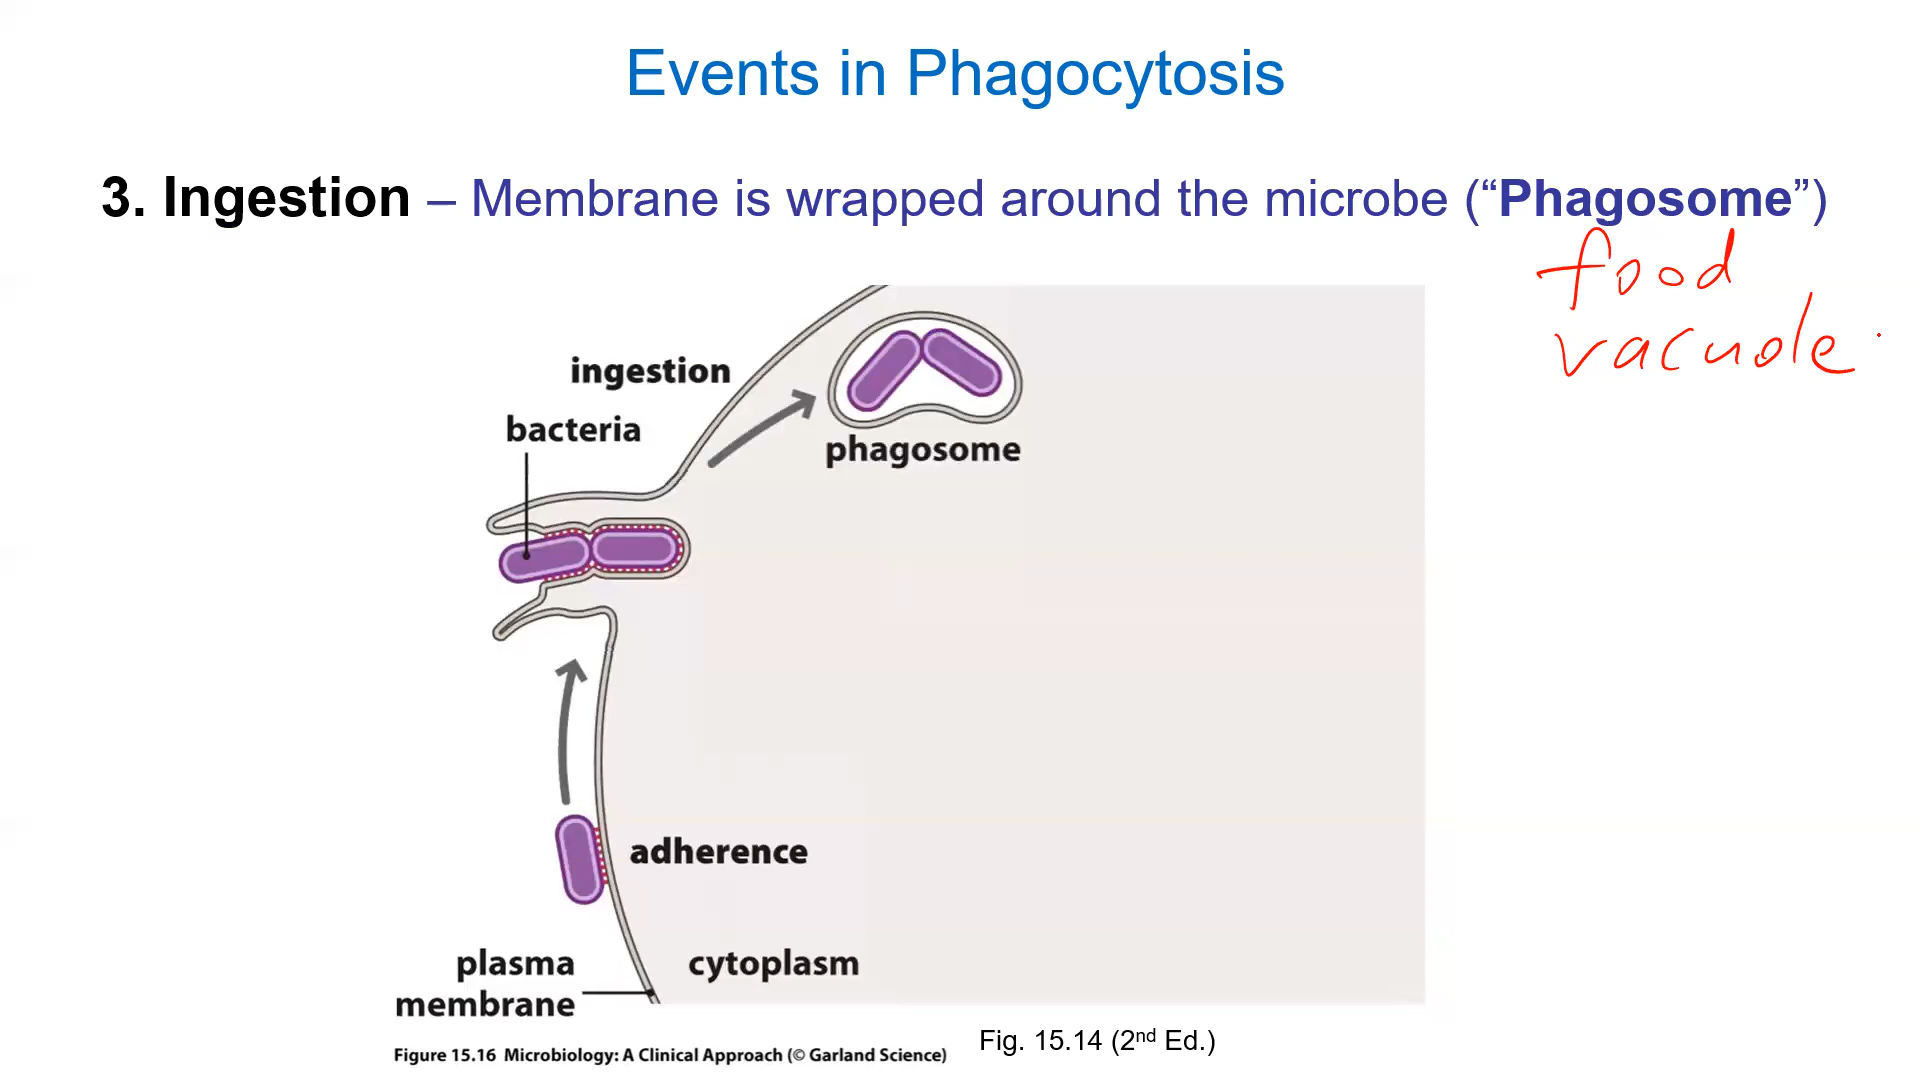 Events in Phagocytosis
3. Ingestion – Membrane is wrapped around the microbe (“Phagosome”)
food
vacuole
ingestion
bacteria
phagosome
adherence
plasma
membrane
cytoplasm
Figure 15.16 Microbiology: A Clinical Approach (© Garland Science)
Fig. 15.14 (2nd Ed.)